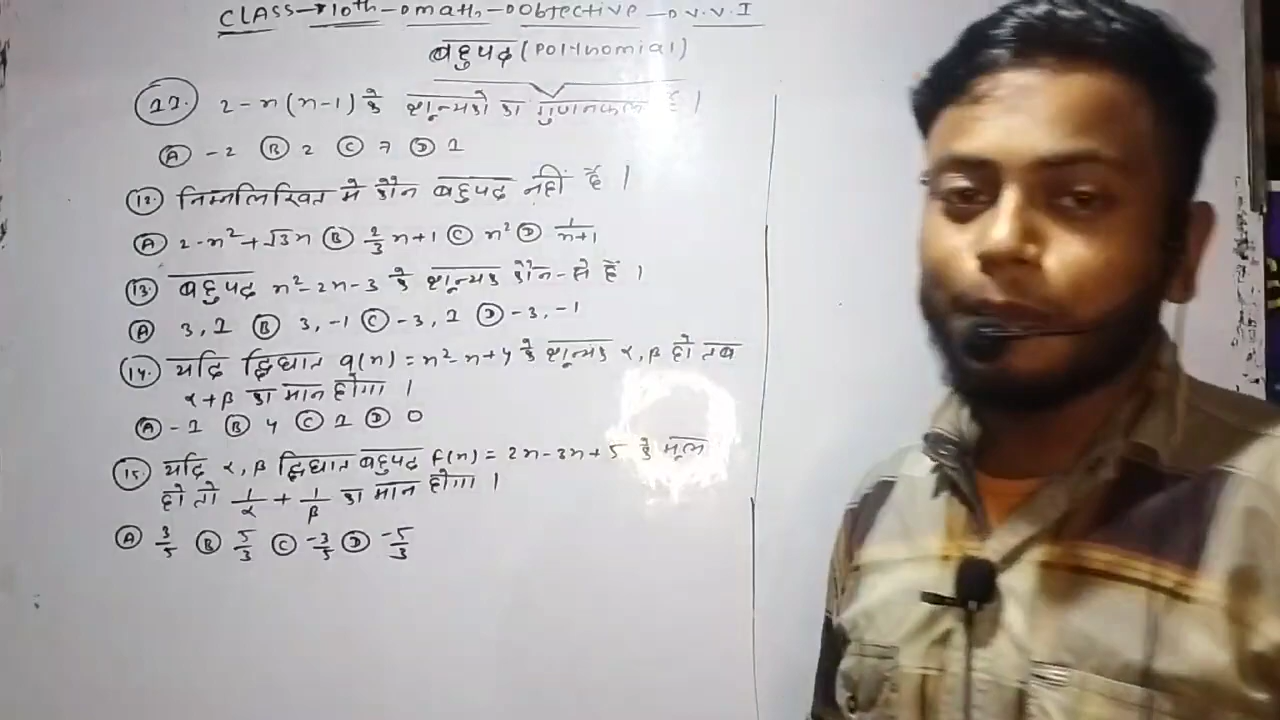 CLASS-10th-math-Objective-V.V.I
बहुपद (Polynomial)
11. 2-x(x-1) के शून्यको का गुणनफल है ।
A -2 B 2 C 7 D 1
12. निम्नलिखित मे कौन बहुपद नहीं है ।
A 2-x²+√3x B 2/3 x+1 C x² D 1/x+1
13. बहुपद x²-2x-3 के शून्यक कौन-से हैं ।
A 3,1 B 3,-1 C -3,1 D -3,-1
14. यदि द्विघात q(x)=x²-x+4 के शून्यक α,β हो तब
α+β का मान होगा ।
A -1 B 4 C 1 D 0
15. यदि α,β द्विघात बहुपद f(x)=2x-3x+5 के मूल
हो तो 1/α + 1/β का मान होगा ।
A 3/5 B 5/3 C -3/5 D -5/3